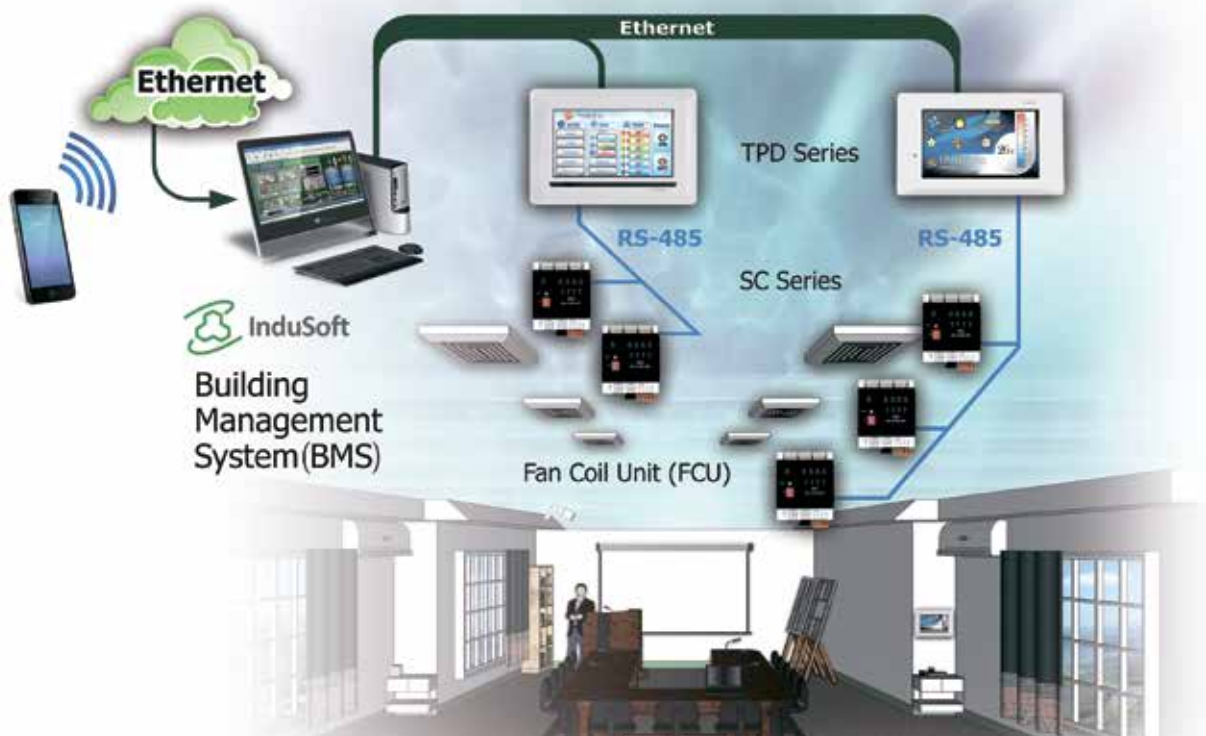 Ethernet
Ethernet
TPD Series
RS-485
RS-485
SC Series
InduSoft
Building
Management
System(BMS)
Fan Coil Unit (FCU)